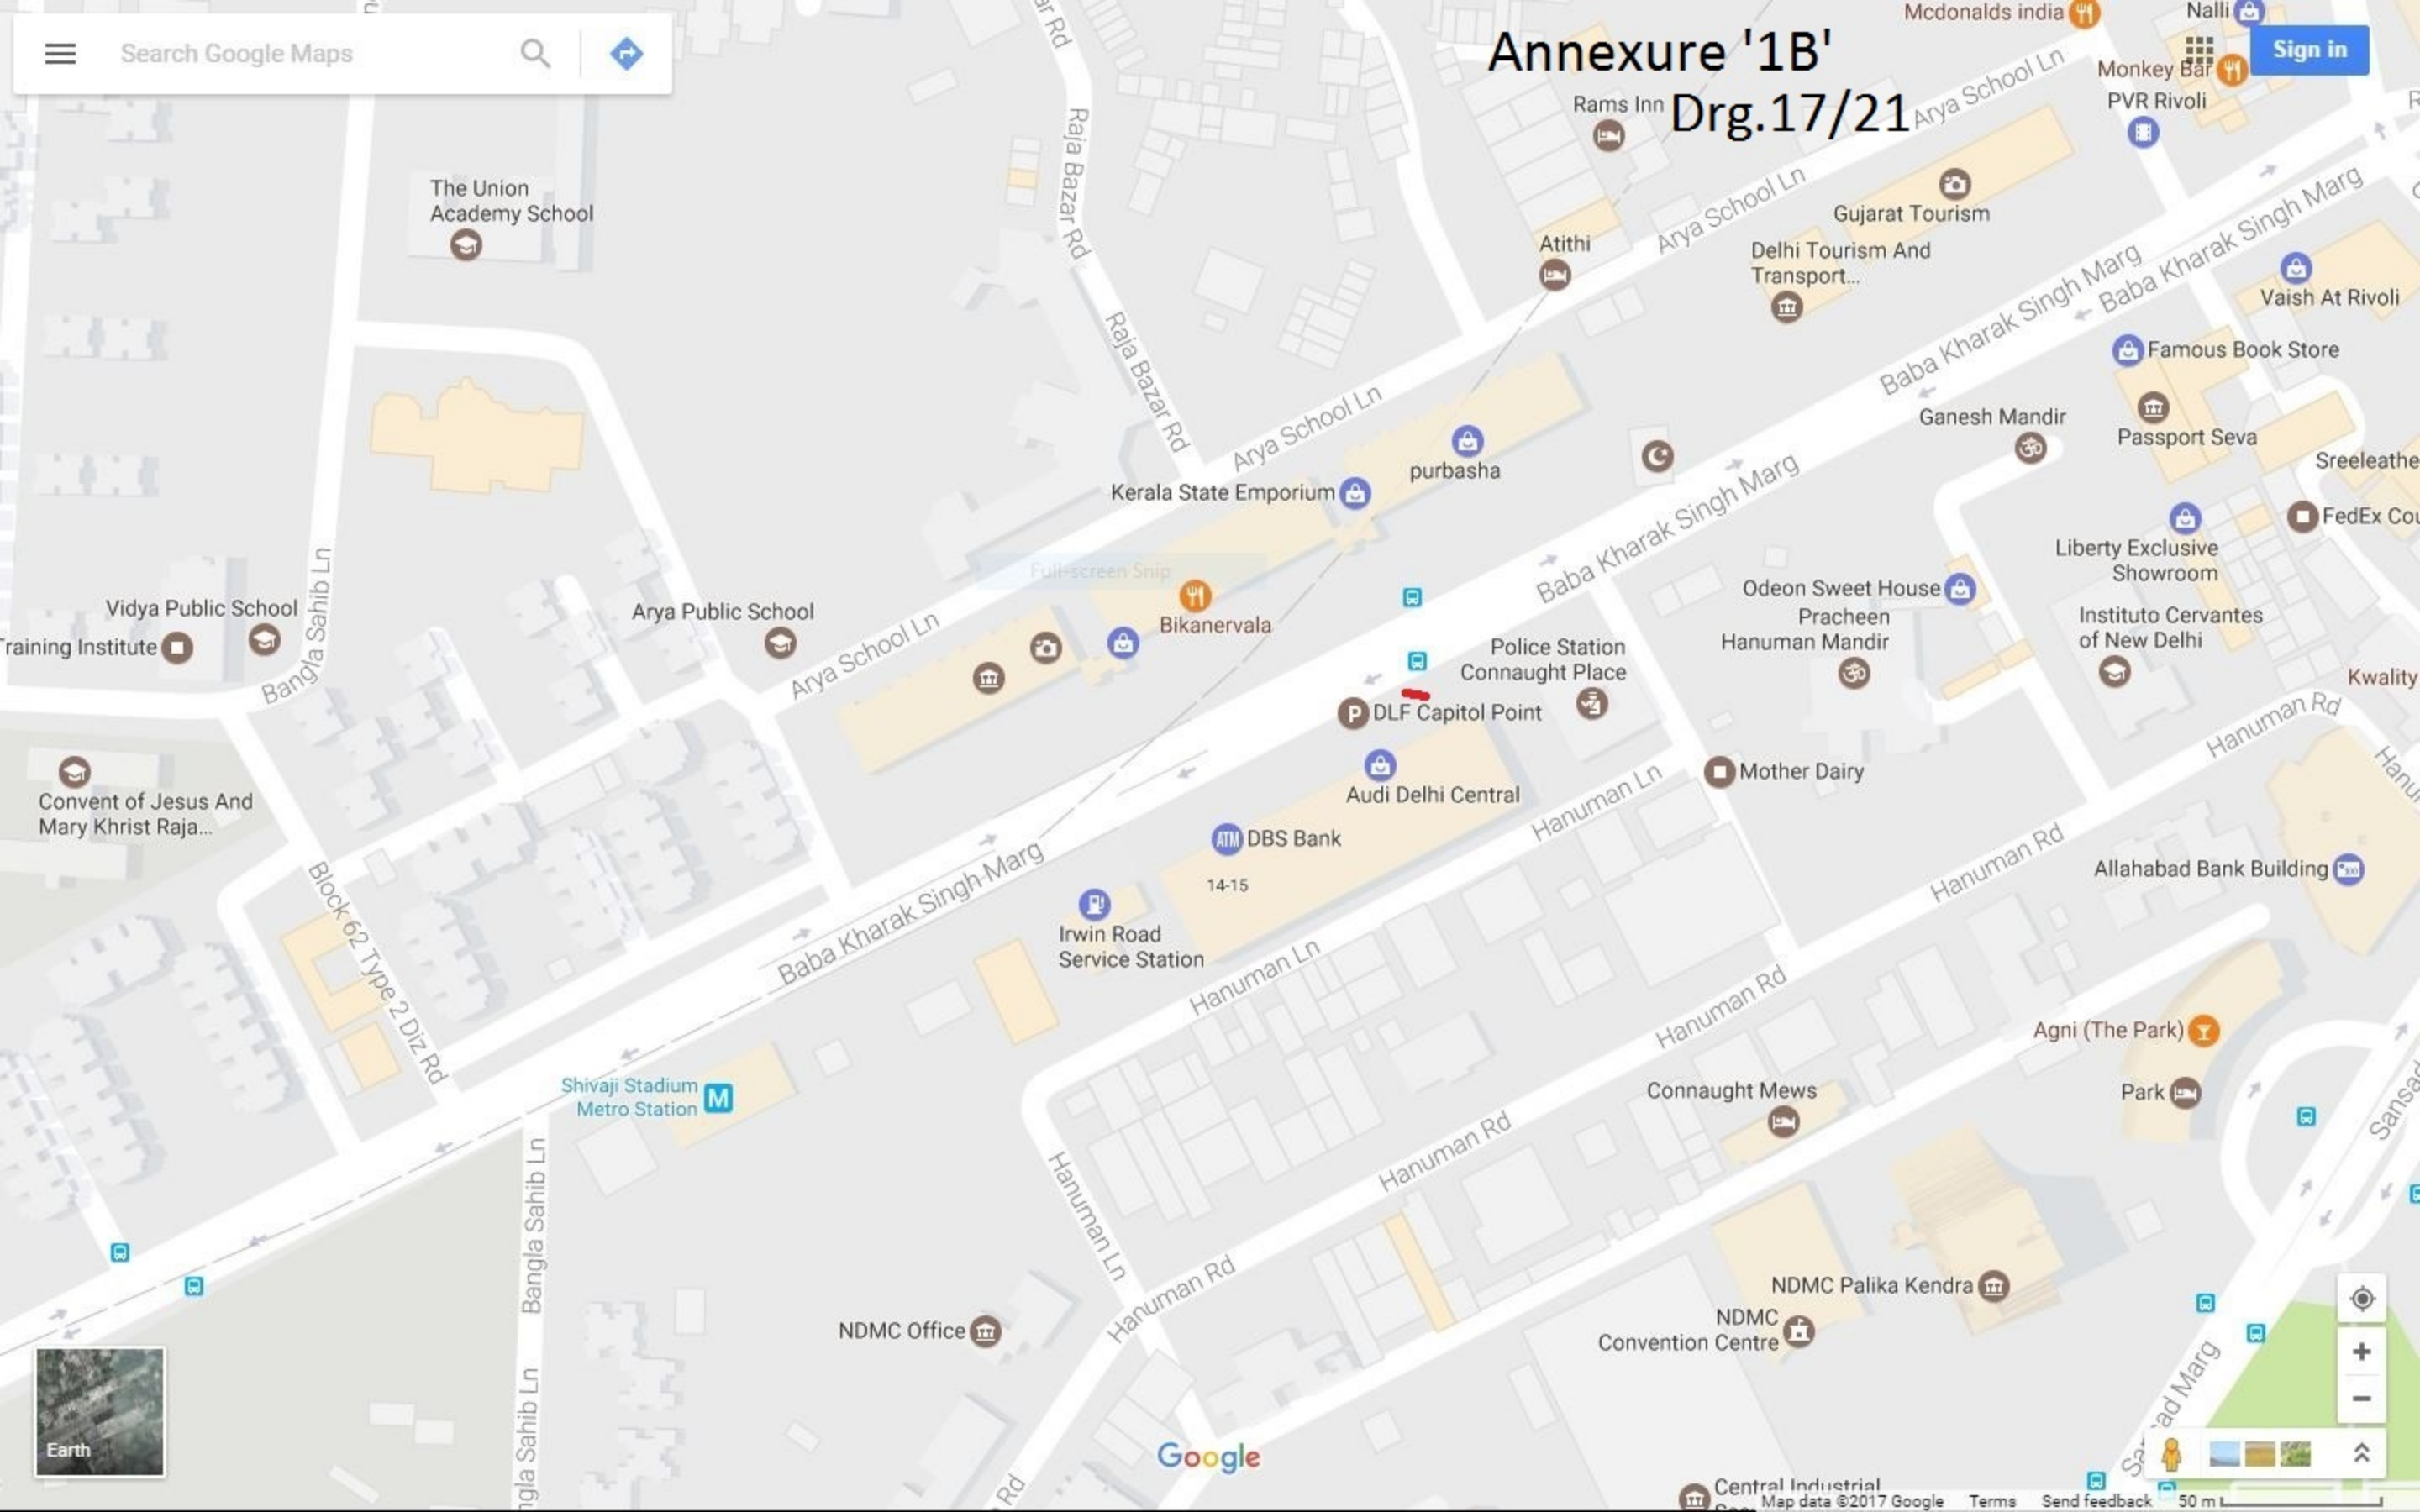 Search Google Maps
Annexure '1B'
Drg.17/21
Mcdonalds india
Nalli
Sign in
Monkey Bar
PVR Rivoli
Rams Inn
Arya School Ln
Raja Bazar Rd
The Union
Academy School
Gujarat Tourism
Arya School Ln
Atithi
Delhi Tourism And
Transport...
Baba Kharak Singh Marg
Baba Kharak Singh Marg
Vaish At Rivoli
Raja Bazar Rd
Famous Book Store
Arya School Ln
Ganesh Mandir
Passport Seva
purbasha
Kerala State Emporium
Baba Kharak Singh Marg
Full-screen Snip
Liberty Exclusive
Showroom
Odeon Sweet House
Bangla Sahib Ln
Vidya Public School
Training Institute
Arya Public School
Arya School Ln
Bikanervala
Pracheen
Hanuman Mandir
Instituto Cervantes
of New Delhi
Police Station
Connaught Place
Kwality
DLF Capitol Point
Hanuman Rd
Mother Dairy
Convent of Jesus And
Mary Khrist Raja...
Audi Delhi Central
Hanuman Ln
DBS Bank
14-15
Block 62 Type 2 Diz Rd
Baba Kharak Singh Marg
Hanuman Rd
Allahabad Bank Building
Irwin Road
Service Station
Hanuman Ln
Hanuman Rd
Agni (The Park)
Shivaji Stadium
Metro Station
Connaught Mews
Park
Hanuman Rd
Bangla Sahib Ln
Hanuman Ln
Hanuman Rd
NDMC Palika Kendra
NDMC Office
NDMC
Convention Centre
Earth
Google
Central Industrial
Map data ©2017 Google Terms Send feedback 50 m